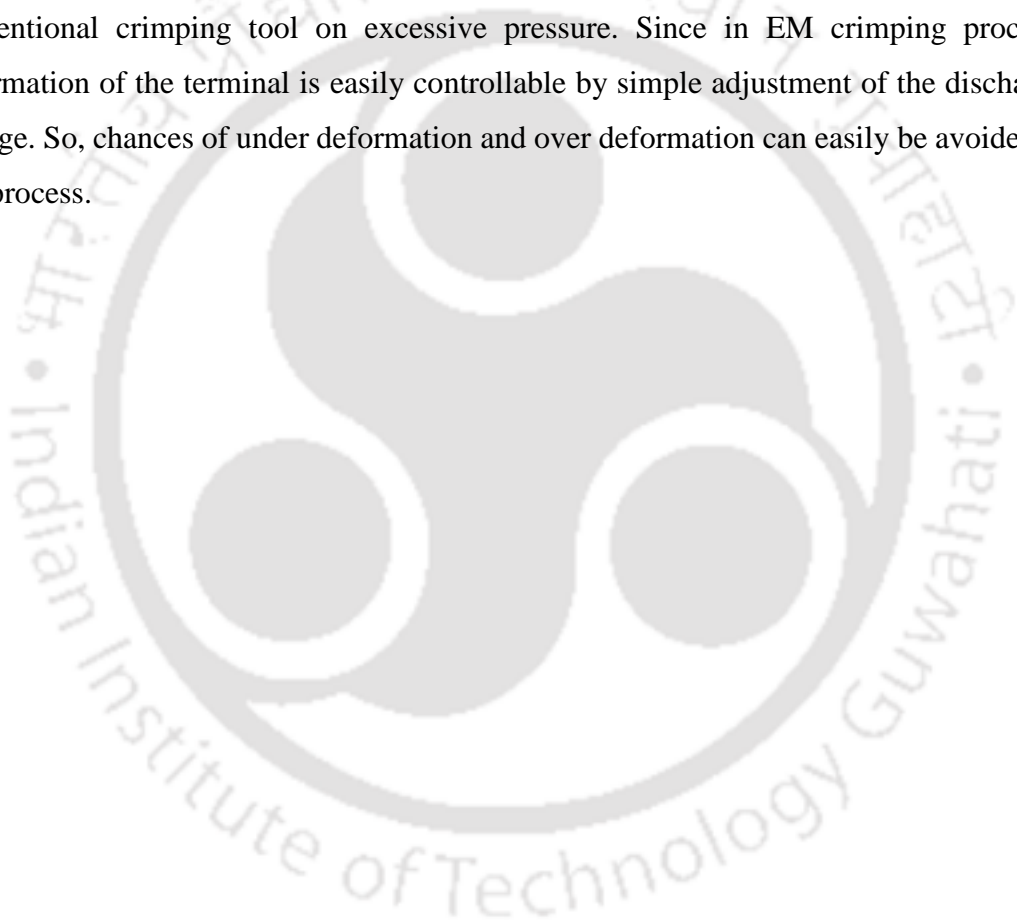 entional crimping tool on excessive pressure. Since in EM crimping proc
rmation of the terminal is easily controllable by simple adjustment of the discha
ge. So, chances of under deformation and over deformation can easily be avoide
process.
गुवाहाटी
• Indian Institute of Technology Guwahati •